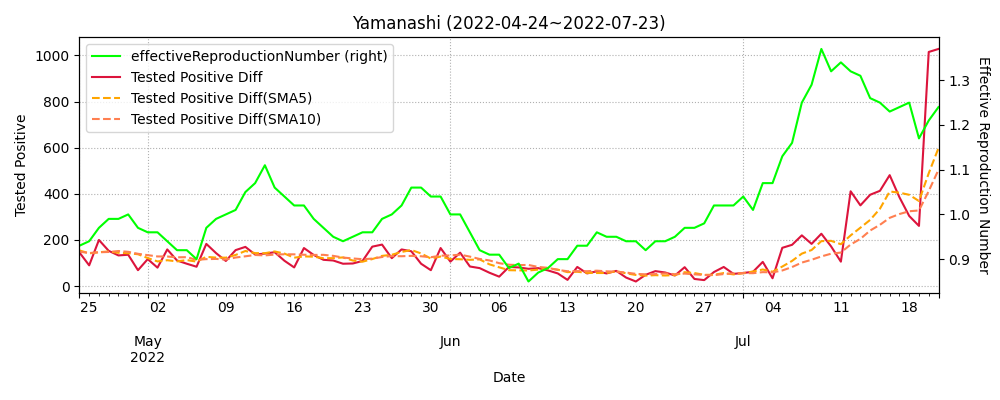 Yamanashi (2022-04-24~2022-07-23)
effectiveReproductionNumber (right)
Tested Positive Diff
Tested Positive Diff(SMA5)
Tested Positive Diff(SMA10)
Tested Positive
1000
800
600
400
200
0
1.3
1.2
1.1
1.0
0.9
Effective Reproduction Number
25 02 09 16 23 30 06 13 20 27 04 11 18
May Jun Jul
2022
Date